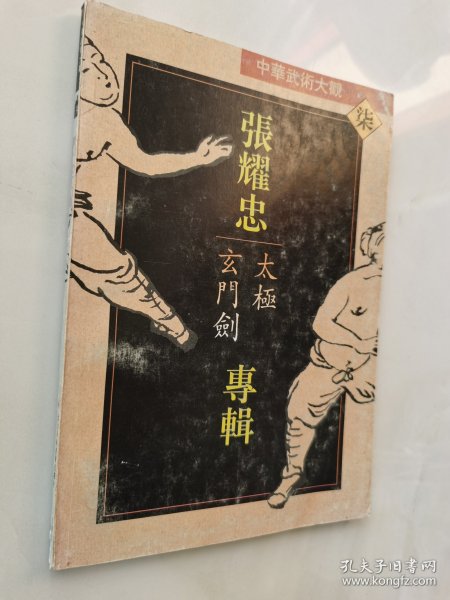 中華武術大觀
柒
張耀忠
太極
玄門劍
專輯
孔夫子旧书网
www.kongfz.com